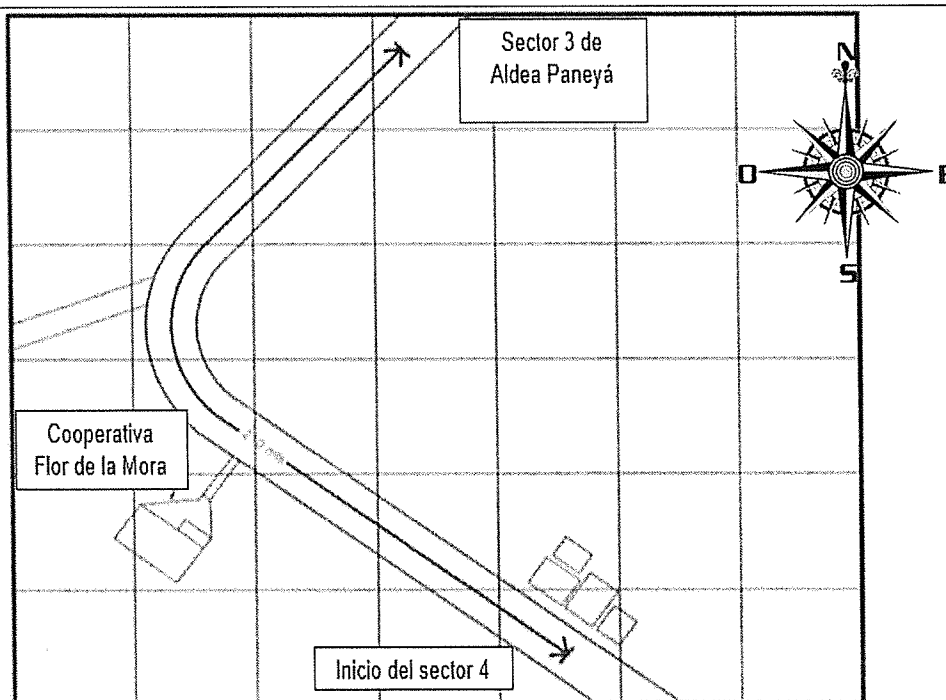 Sector 3 de
Aldea Paneyá
N
O
E
S
Cooperativa
Flor de la Mora
Inicio del sector 4